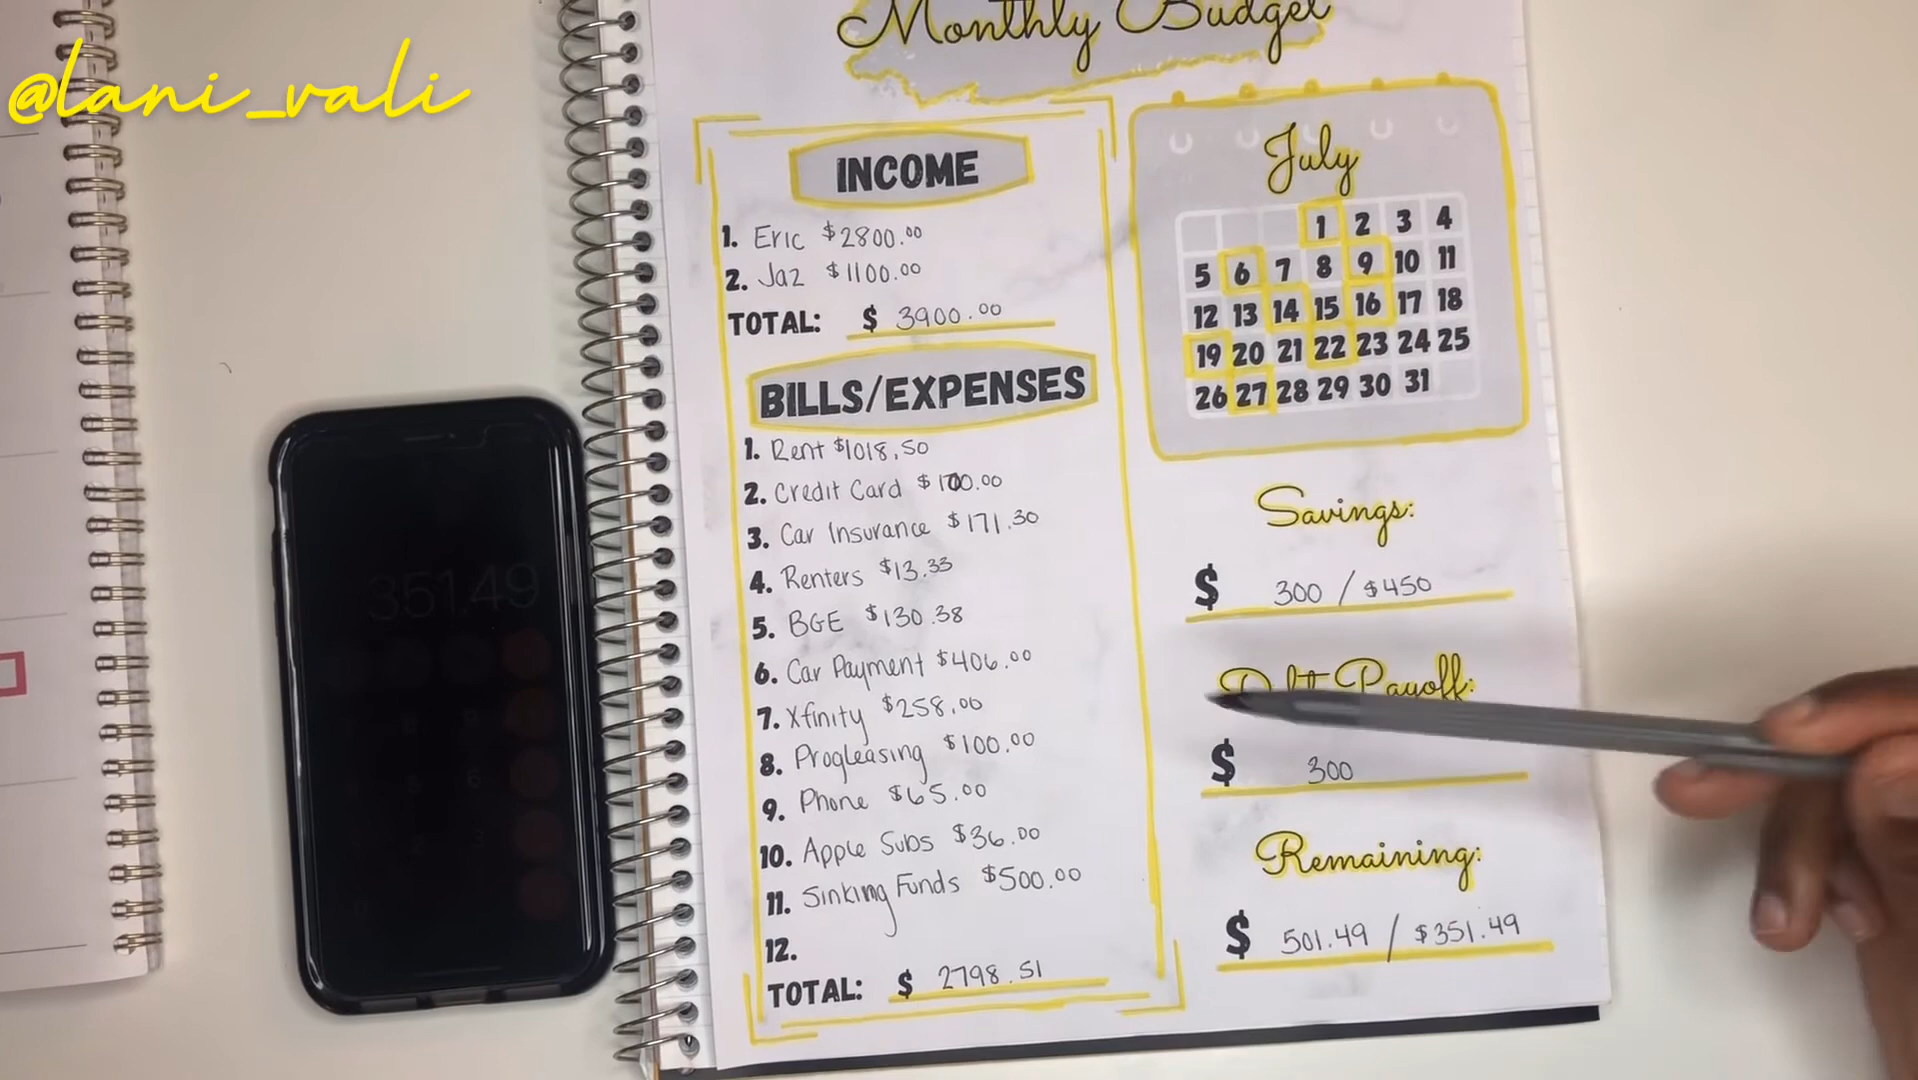 @lani_vali
Monthly Budget
INCOME
1. Eric $2800.00
2. Jaz $1100.00
TOTAL: $ 3900.00
BILLS/EXPENSES
1. Rent $1018.50
2. Credit Card $100.00
3. Car Insurance $171.30
4. Renters $13.33
5. BGE $130.38
6. Car Payment $406.00
7. Xfinity $258.00
8. Progleasing $100.00
9. Phone $65.00
10. Apple Subs $36.00
11. Sinking Funds $500.00
12.
TOTAL: $ 2798.51
July
1 2 3 4
5 6 7 8 9 10 11
12 13 14 15 16 17 18
19 20 21 22 23 24 25
26 27 28 29 30 31
Savings:
$ 300 / $450
Debt Payoff:
$ 300
Remaining:
$ 501.49 / $351.49
351.49